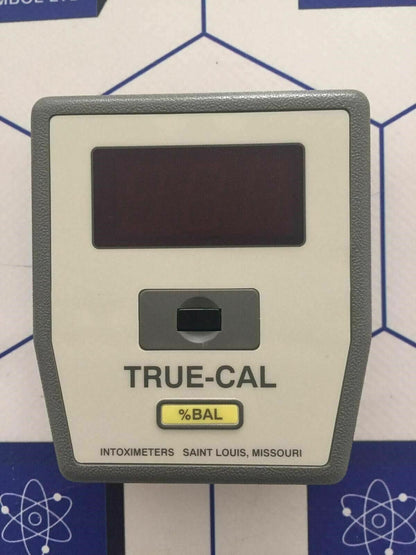 TRUE-CAL
%BAL
INTOXIMETERS SAINT LOUIS, MISSOURI